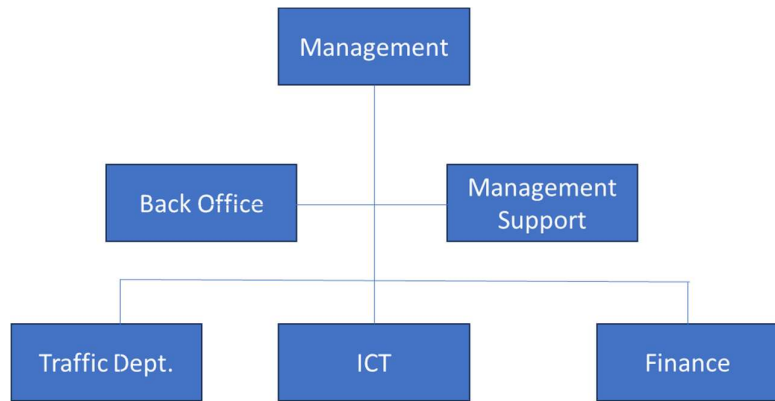 Management
Back Office
Management
Support
Traffic Dept.
ICT
Finance